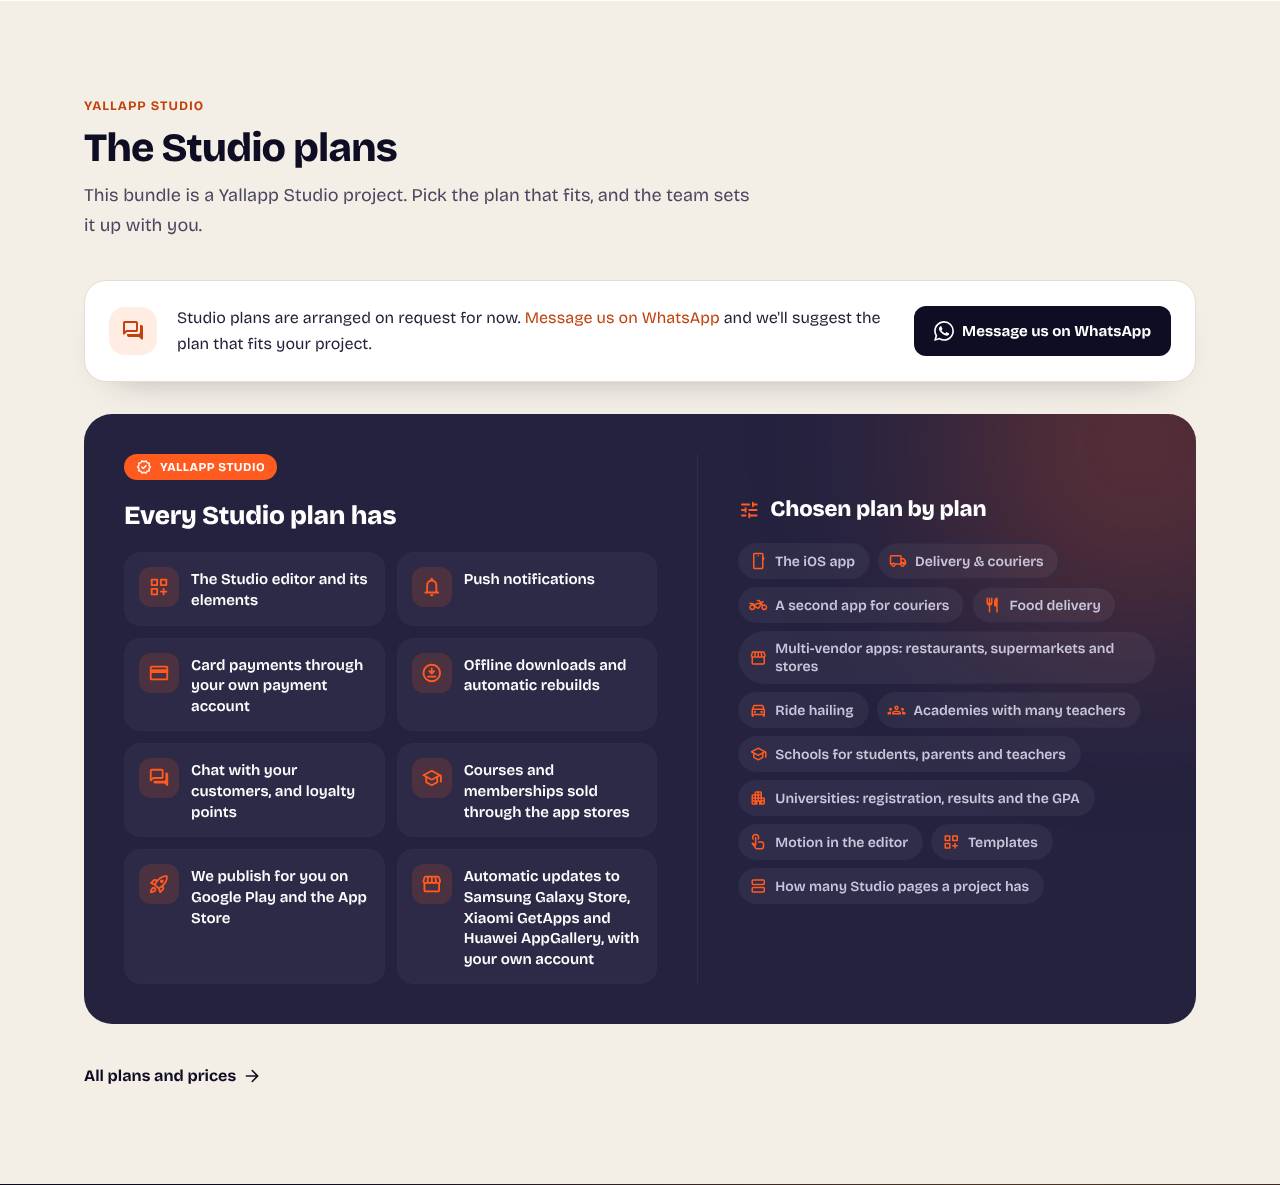 YALLAPP STUDIO
The Studio plans
This bundle is a Yallapp Studio project. Pick the plan that fits, and the team sets
it up with you.
Studio plans are arranged on request for now. Message us on WhatsApp and we'll suggest the
plan that fits your project.
Message us on WhatsApp
YALLAPP STUDIO
Every Studio plan has
The Studio editor and its
elements
Push notifications
Card payments through
your own payment
account
Offline downloads and
automatic rebuilds
Chat with your
customers, and loyalty
points
Courses and
memberships sold
through the app stores
We publish for you on
Google Play and the App
Store
Automatic updates to
Samsung Galaxy Store,
Xiaomi GetApps and
Huawei AppGallery, with
your own account
Chosen plan by plan
The iOS app
Delivery & couriers
A second app for couriers
Food delivery
Multi-vendor apps: restaurants, supermarkets and
stores
Ride hailing
Academies with many teachers
Schools for students, parents and teachers
Universities: registration, results and the GPA
Motion in the editor
Templates
How many Studio pages a project has
All plans and prices